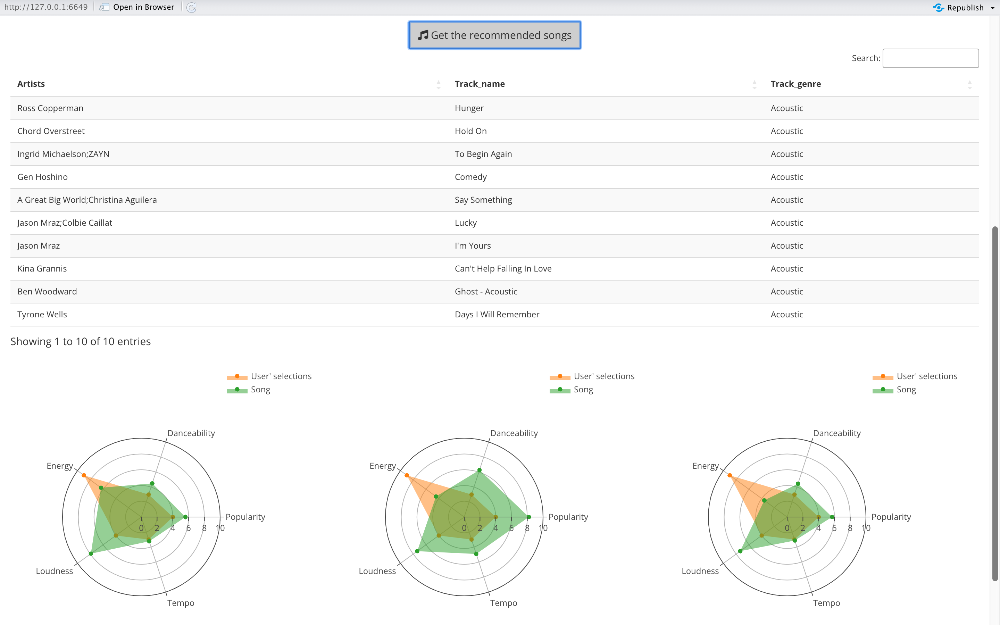 http://127.0.0.1:6649 Open in Browser Republish
Get the recommended songs
Search:
Artists Track_name Track_genre
Ross Copperman Hunger Acoustic
Chord Overstreet Hold On Acoustic
Ingrid Michaelson;ZAYN To Begin Again Acoustic
Gen Hoshino Comedy Acoustic
A Great Big World;Christina Aguilera Say Something Acoustic
Jason Mraz;Colbie Caillat Lucky Acoustic
Jason Mraz I'm Yours Acoustic
Kina Grannis Can't Help Falling In Love Acoustic
Ben Woodward Ghost - Acoustic Acoustic
Tyrone Wells Days I Will Remember Acoustic
Showing 1 to 10 of 10 entries
User' selections User' selections User' selections
Song Song Song
Danceability Danceability Danceability
Energy Energy Energy
Popularity Popularity Popularity
0 2 4 6 8 10 0 2 4 6 8 10 0 2 4 6 8 10
Loudness Loudness Loudness
Tempo Tempo Tempo